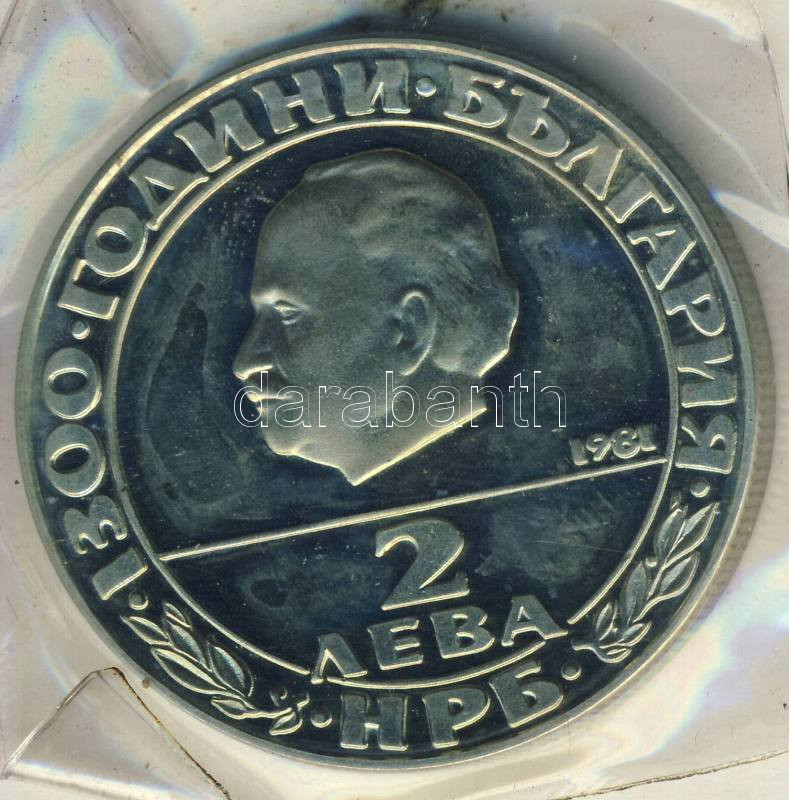 1300 · ГОДИНИ · БЪЛГАРИЯ ·
1981
2
ЛЕВА
· НРБ ·
darabanth